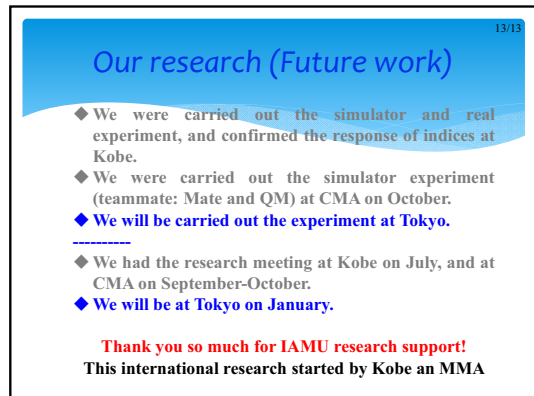 13/13
Our research (Future work)
◆ We were carried out the simulator and real
experiment, and confirmed the response of indices at
Kobe.
◆ We were carried out the simulator experiment
(teammate: Mate and QM) at CMA on October.
◆ We will be carried out the experiment at Tokyo.
----------
◆ We had the research meeting at Kobe on July, and at
CMA on September-October.
◆ We will be at Tokyo on January.
Thank you so much for IAMU research support!
This international research started by Kobe an MMA